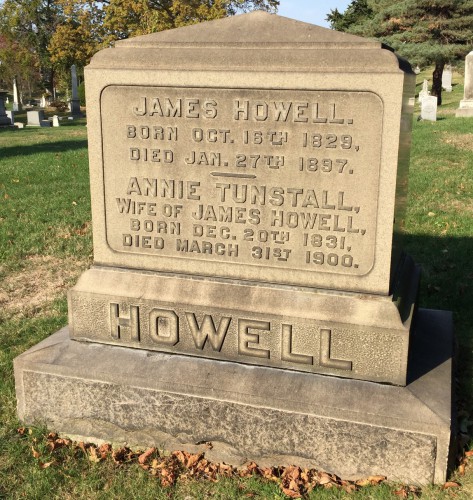 JAMES HOWELL.
BORN OCT. 16TH 1829,
DIED JAN. 27TH 1897.
ANNIE TUNSTALL,
WIFE OF JAMES HOWELL,
BORN DEC. 20TH 1831,
DIED MARCH 31ST 1900.
HOWELL